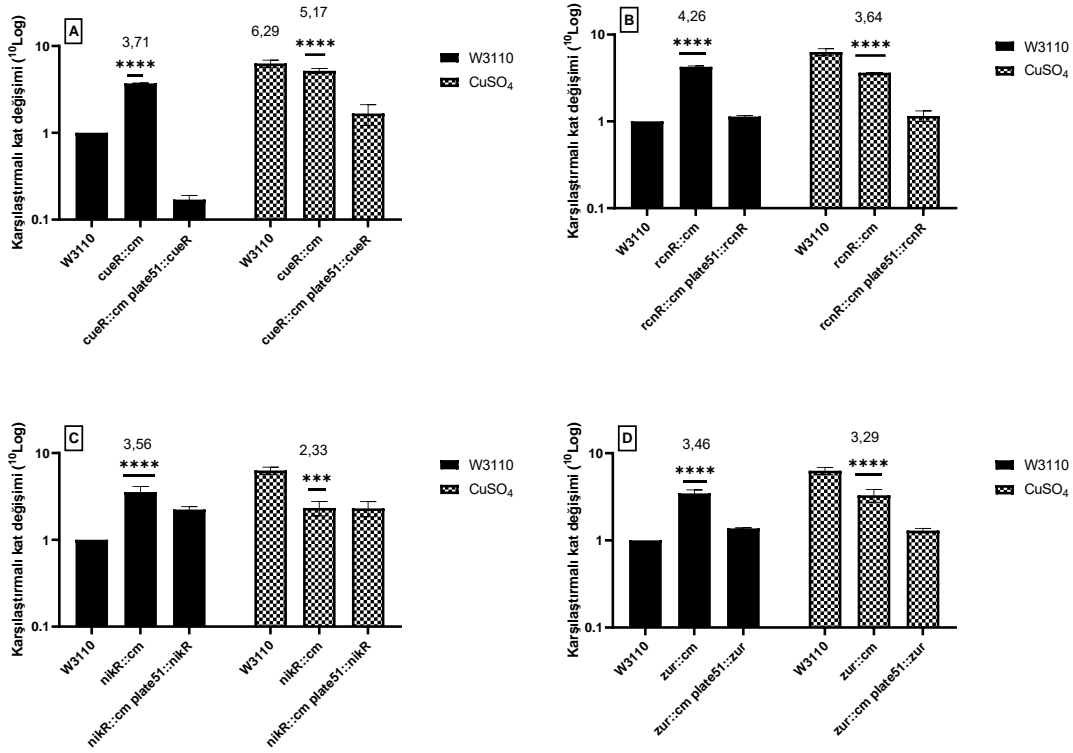 A
Karşılaştırmalı kat değişimi (¹⁰Log)
10
1
0.1
3,71
****
6,29
5,17
****
W3110
cueR::cm
cueR::cm plate51::cueR
W3110
cueR::cm
cueR::cm plate51::cueR
W3110
CuSO₄
B
Karşılaştırmalı kat değişimi (¹⁰Log)
10
1
0.1
4,26
****
3,64
****
W3110
rcnR::cm
rcnR::cm plate51::rcnR
W3110
rcnR::cm
rcnR::cm plate51::rcnR
W3110
CuSO₄
C
Karşılaştırmalı kat değişimi (¹⁰Log)
10
1
0.1
3,56
****
2,33
***
W3110
nikR::cm
nikR::cm plate51::nikR
W3110
nikR::cm
nikR::cm plate51::nikR
W3110
CuSO₄
D
Karşılaştırmalı kat değişimi (¹⁰Log)
10
1
0.1
3,46
****
3,29
****
W3110
zur::cm
zur::cm plate51::zur
W3110
zur::cm
zur::cm plate51::zur
W3110
CuSO₄